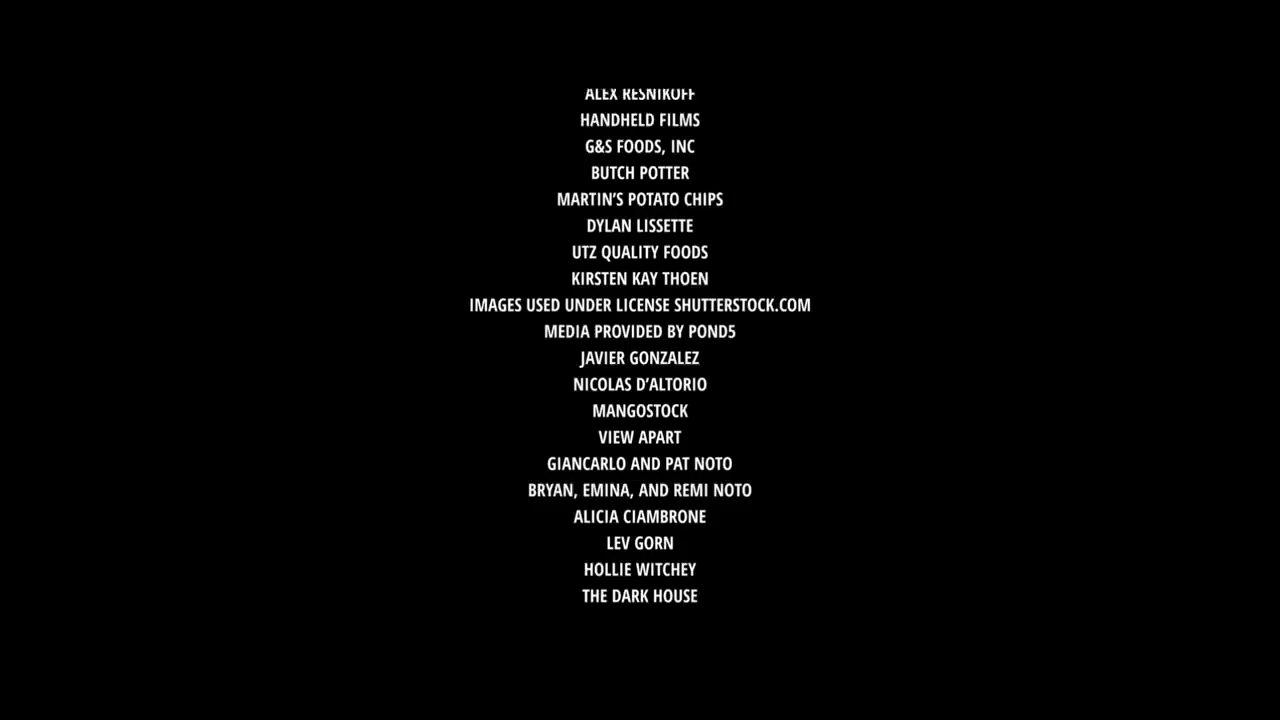 ALEX RESNIKOFF
HANDHELD FILMS
G&S FOODS, INC
BUTCH POTTER
MARTIN'S POTATO CHIPS
DYLAN LISSETTE
UTZ QUALITY FOODS
KIRSTEN KAY THOEN
IMAGES USED UNDER LICENSE SHUTTERSTOCK.COM
MEDIA PROVIDED BY POND5
JAVIER GONZALEZ
NICOLAS D'ALTORIO
MANGOSTOCK
VIEW APART
GIANCARLO AND PAT NOTO
BRYAN, EMINA, AND REMI NOTO
ALICIA CIAMBRONE
LEV GORN
HOLLIE WITCHEY
THE DARK HOUSE